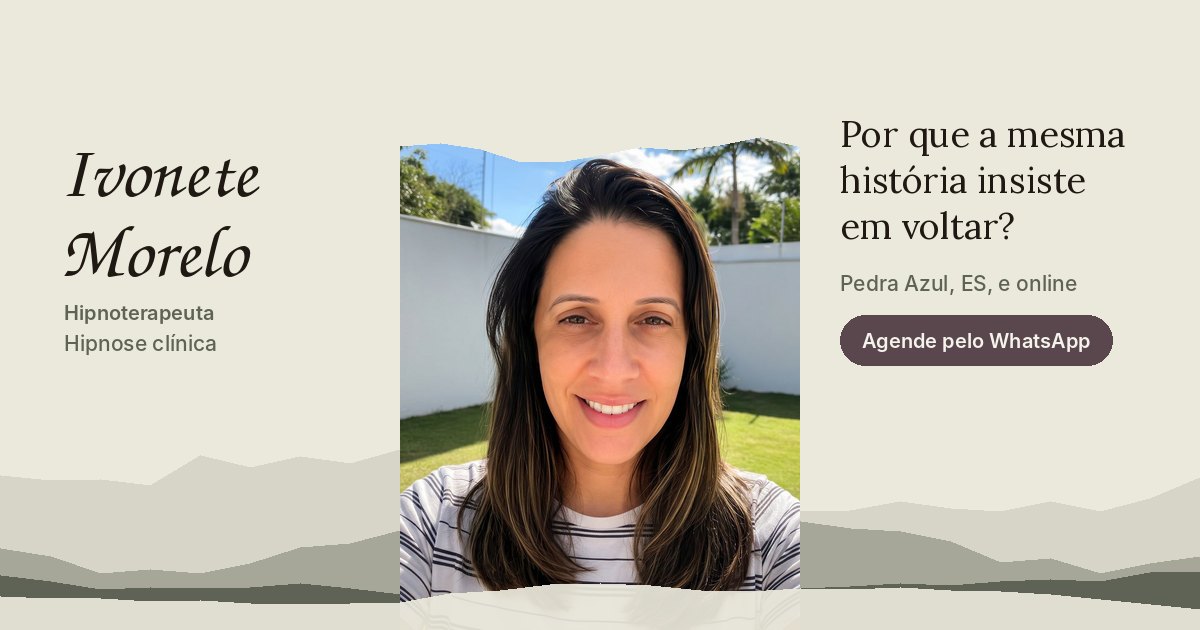 Ivonete
Morelo
Hipnoterapeuta
Hipnose clínica
Por que a mesma
história insiste
em voltar?
Pedra Azul, ES, e online
Agende pelo WhatsApp